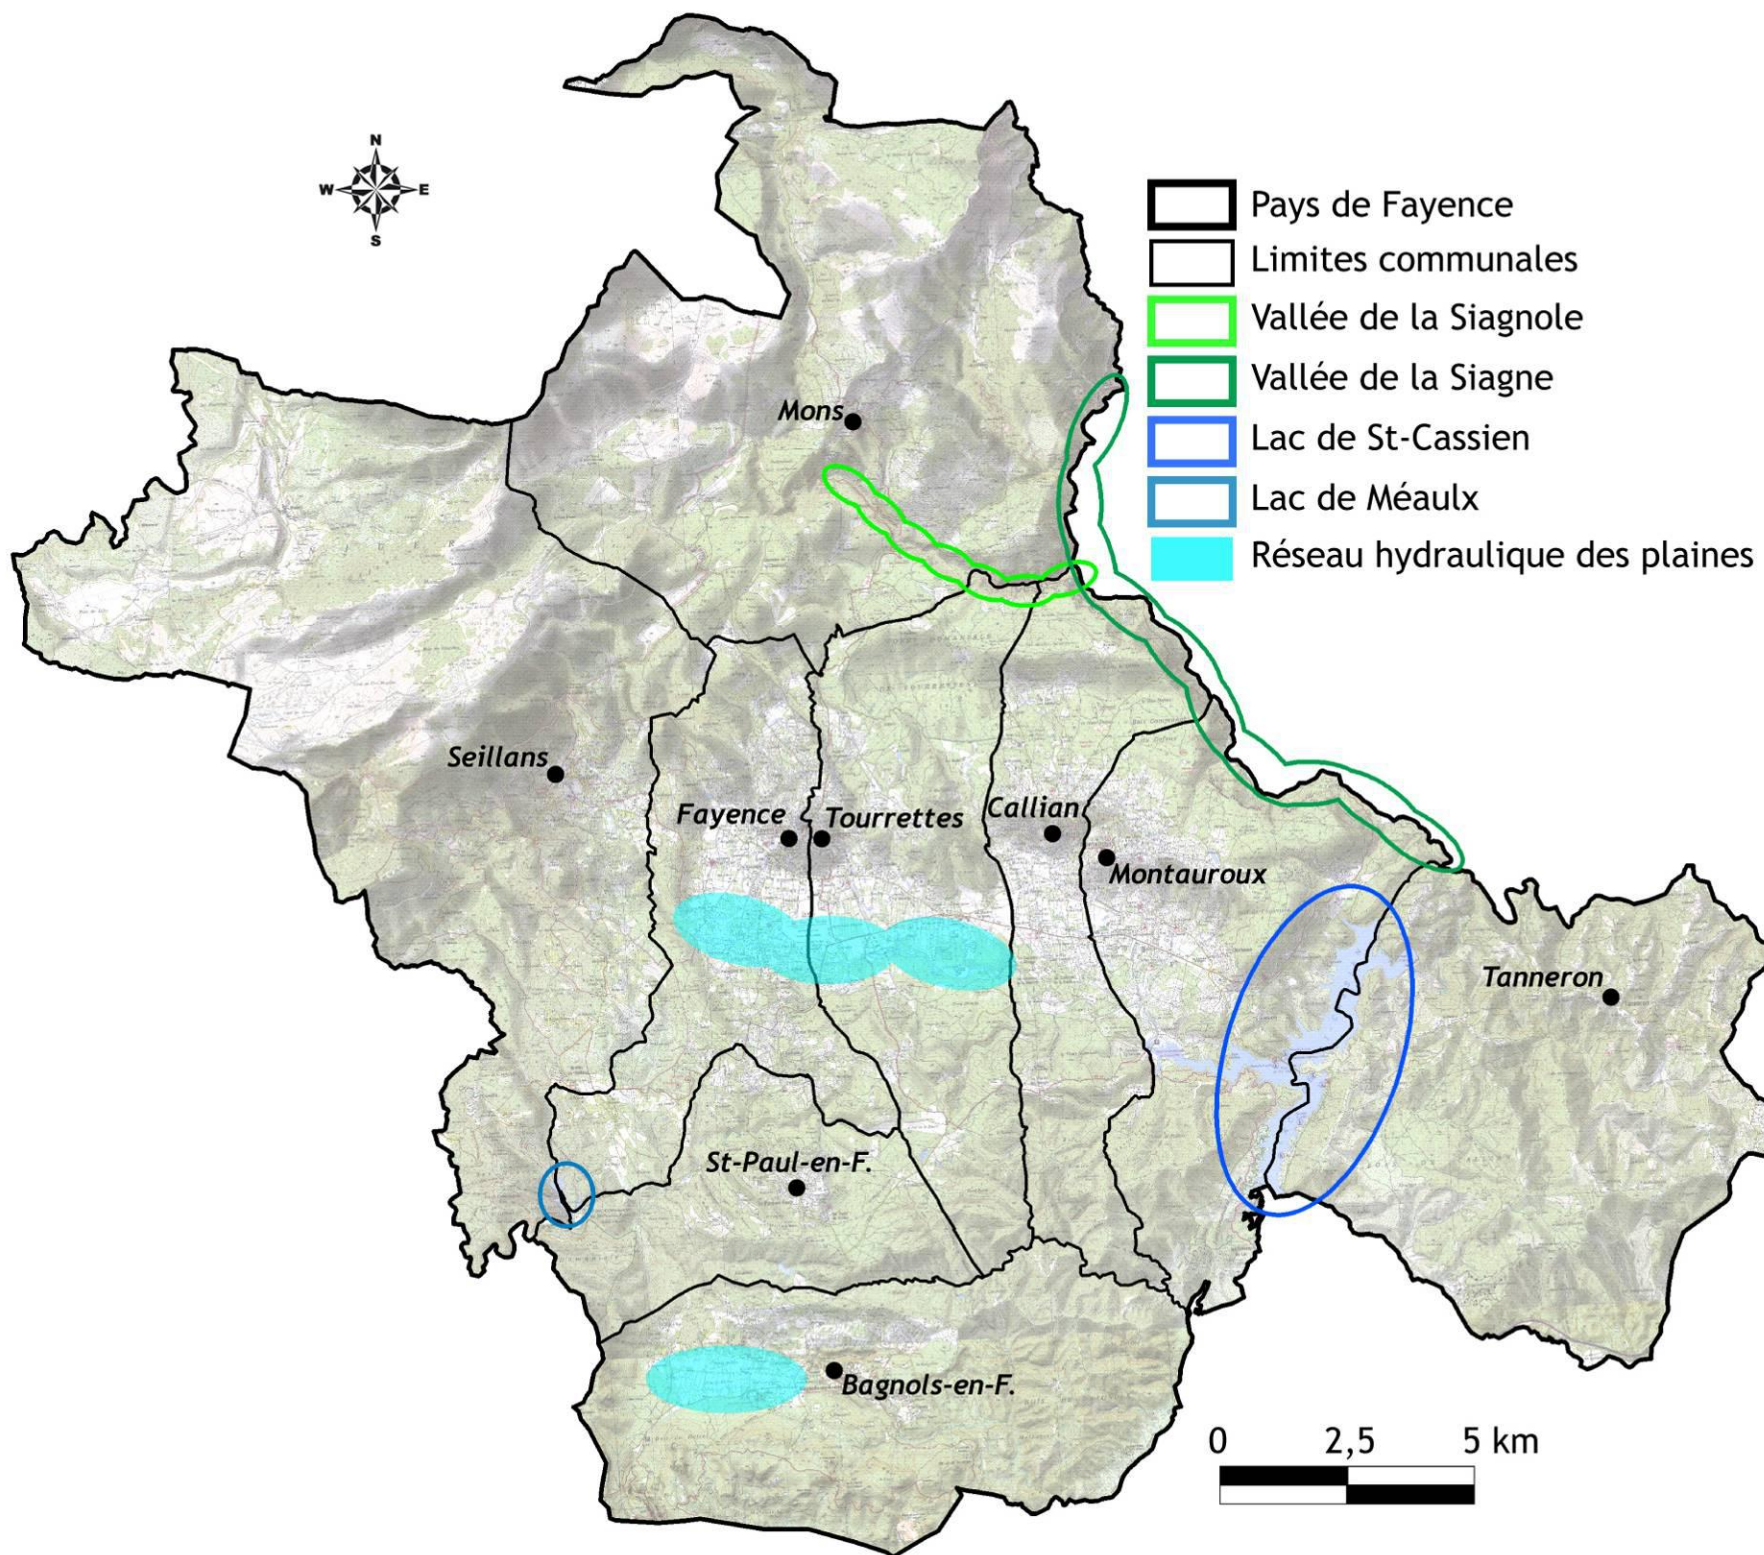 N
W E
S
Pays de Fayence
Limites communales
Vallée de la Siagnole
Vallée de la Siagne
Lac de St-Cassien
Lac de Méaulx
Réseau hydraulique des plaines
Mons
Seillans
Fayence
Tourrettes
Callian
Montauroux
Tanneron
St-Paul-en-F.
Bagnols-en-F.
0 2,5 5 km